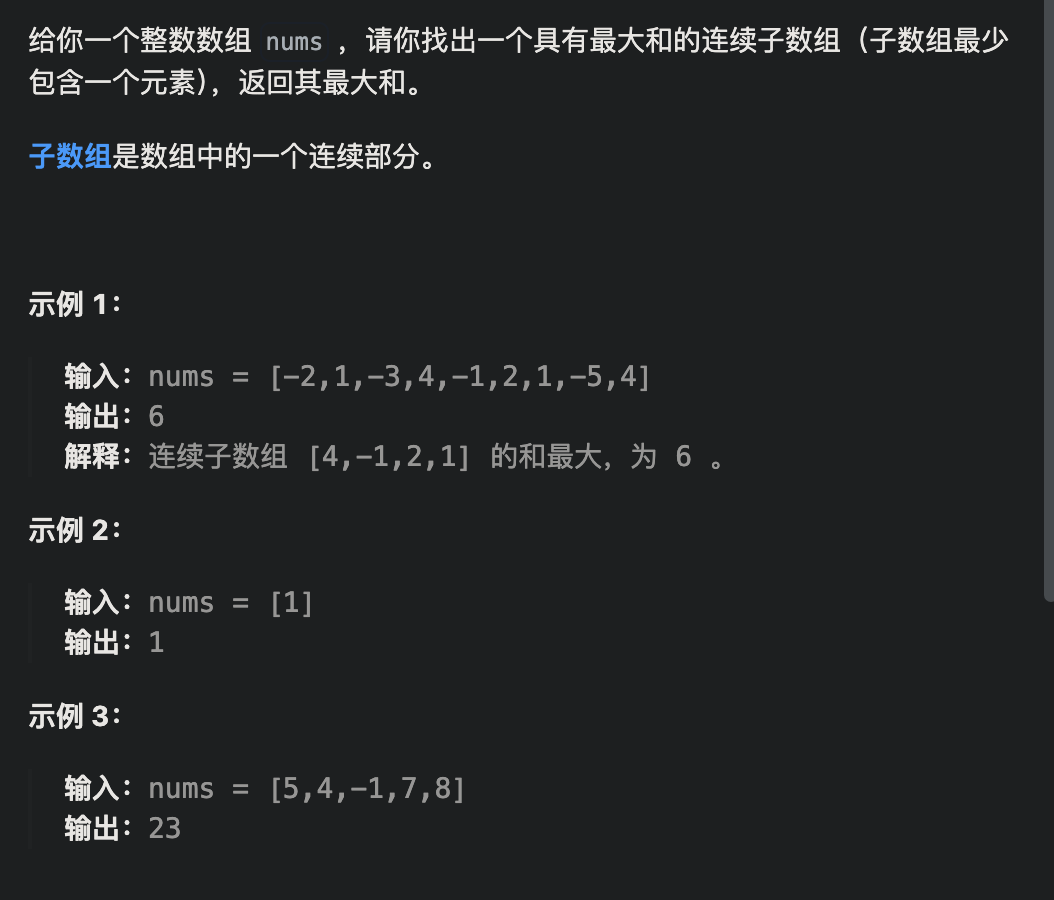 给你一个整数数组 nums ，请你找出一个具有最大和的连续子数组（子数组最少
包含一个元素），返回其最大和。
子数组是数组中的一个连续部分。
示例 1：
输入：nums = [-2,1,-3,4,-1,2,1,-5,4]
输出：6
解释：连续子数组 [4,-1,2,1] 的和最大，为 6 。
示例 2：
输入：nums = [1]
输出：1
示例 3：
输入：nums = [5,4,-1,7,8]
输出：23